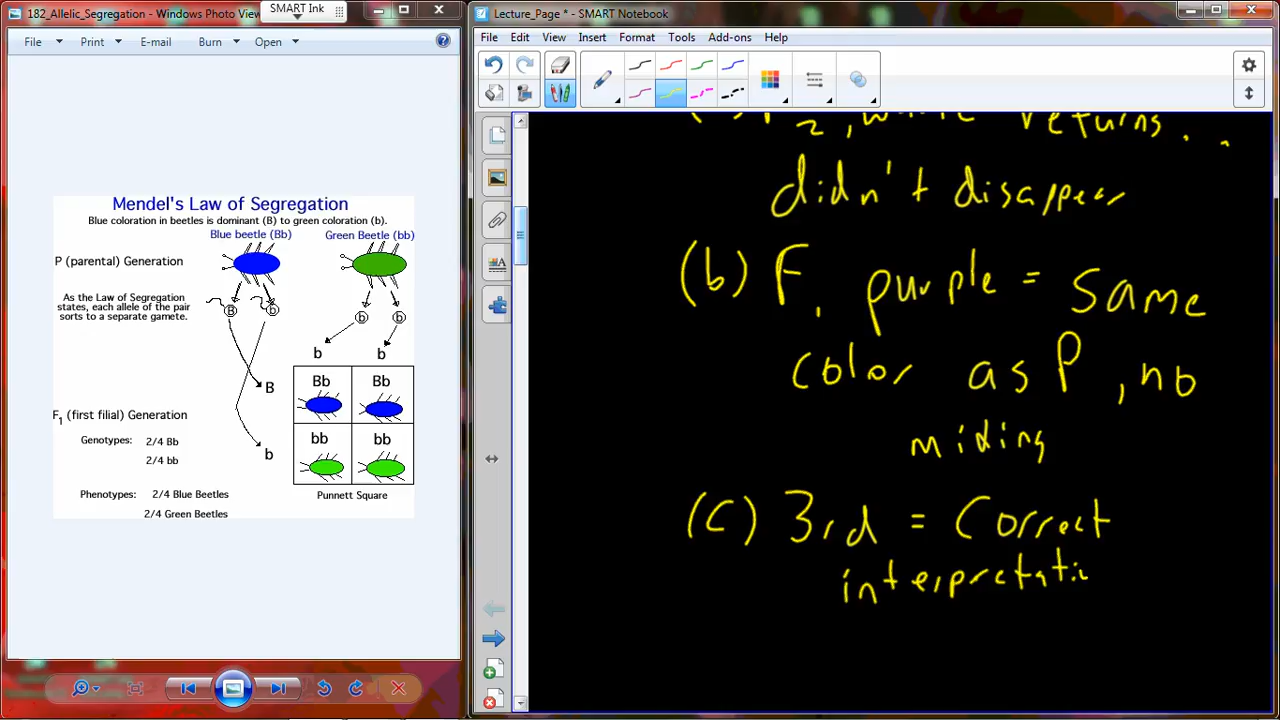 182_Allelic_Segregation - Windows Photo View
SMART Ink
File Print E-mail Burn Open
Mendel's Law of Segregation
Blue coloration in beetles is dominant (B) to green coloration (b).
Blue beetle (Bb) Green Beetle (bb)
P (parental) Generation
As the Law of Segregation
states, each allele of the pair
sorts to a separate gamete.
B b b b
b b
B Bb Bb
F1 (first filial) Generation
Genotypes: 2/4 Bb
2/4 bb
b bb bb
Phenotypes: 2/4 Blue Beetles
2/4 Green Beetles
Punnett Square
Lecture_Page * - SMART Notebook
File Edit View Insert Format Tools Add-ons Help
2, returns...
didn't disappear
(b) F1 purple = same
color as P, no
mixing
(C) 3rd = Correct
interpretati